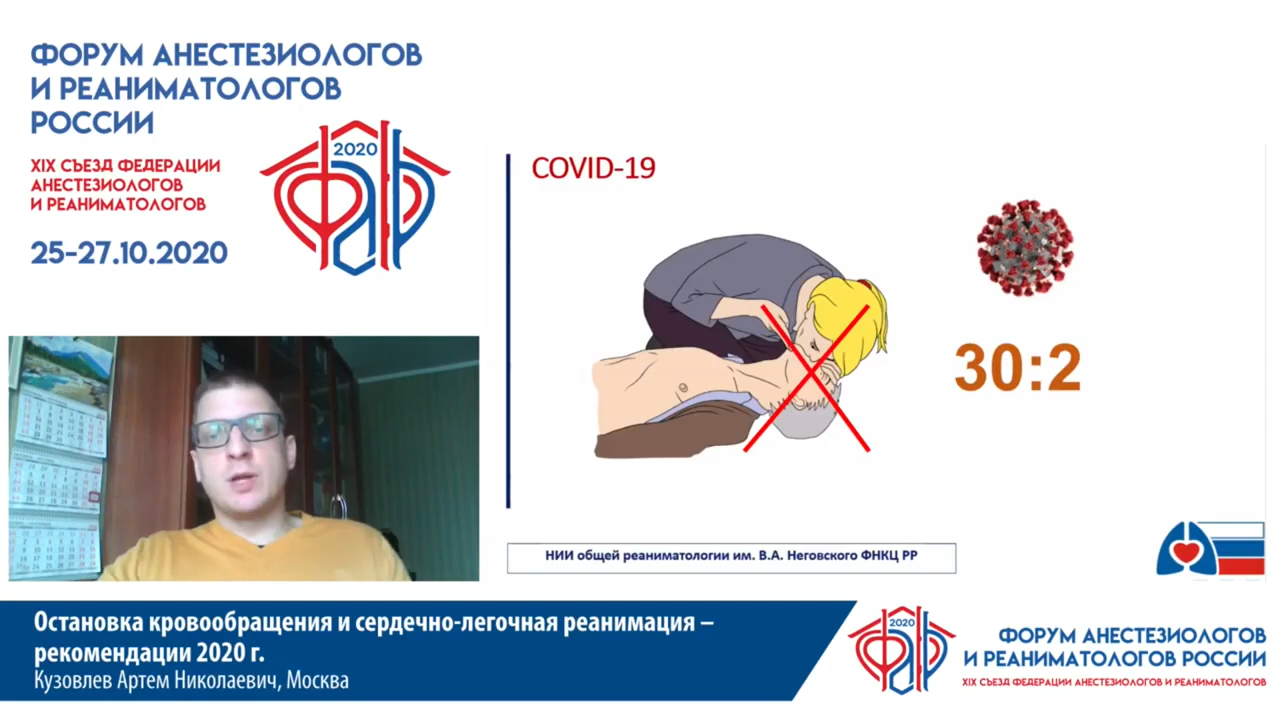 ФОРУМ АНЕСТЕЗИОЛОГОВ
И РЕАНИМАТОЛОГОВ
РОССИИ
XIX СЪЕЗД ФЕДЕРАЦИИ
АНЕСТЕЗИОЛОГОВ
И РЕАНИМАТОЛОГОВ
25-27.10.2020
2020
COVID-19
30:2
НИИ общей реаниматологии им. В.А. Неговского ФНКЦ РР
Остановка кровообращения и сердечно-легочная реанимация –
рекомендации 2020 г.
Кузовлев Артем Николаевич, Москва
2020
ФОРУМ АНЕСТЕЗИОЛОГОВ
И РЕАНИМАТОЛОГОВ РОССИИ
XIX СЪЕЗД ФЕДЕРАЦИИ АНЕСТЕЗИОЛОГОВ И РЕАНИМАТОЛОГОВ